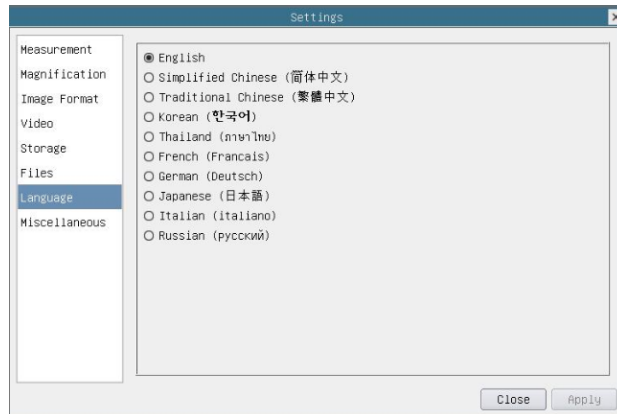 Settings
Measurement
Magnification
Image Format
Video
Storage
Files
Language
Miscellaneous
English
Simplified Chinese (简体中文)
Traditional Chinese (繁體中文)
Korean (한국어)
Thailand (ภาษาไทย)
French (Francais)
German (Deutsch)
Japanese (日本語)
Italian (italiano)
Russian (русский)
Close
Apply